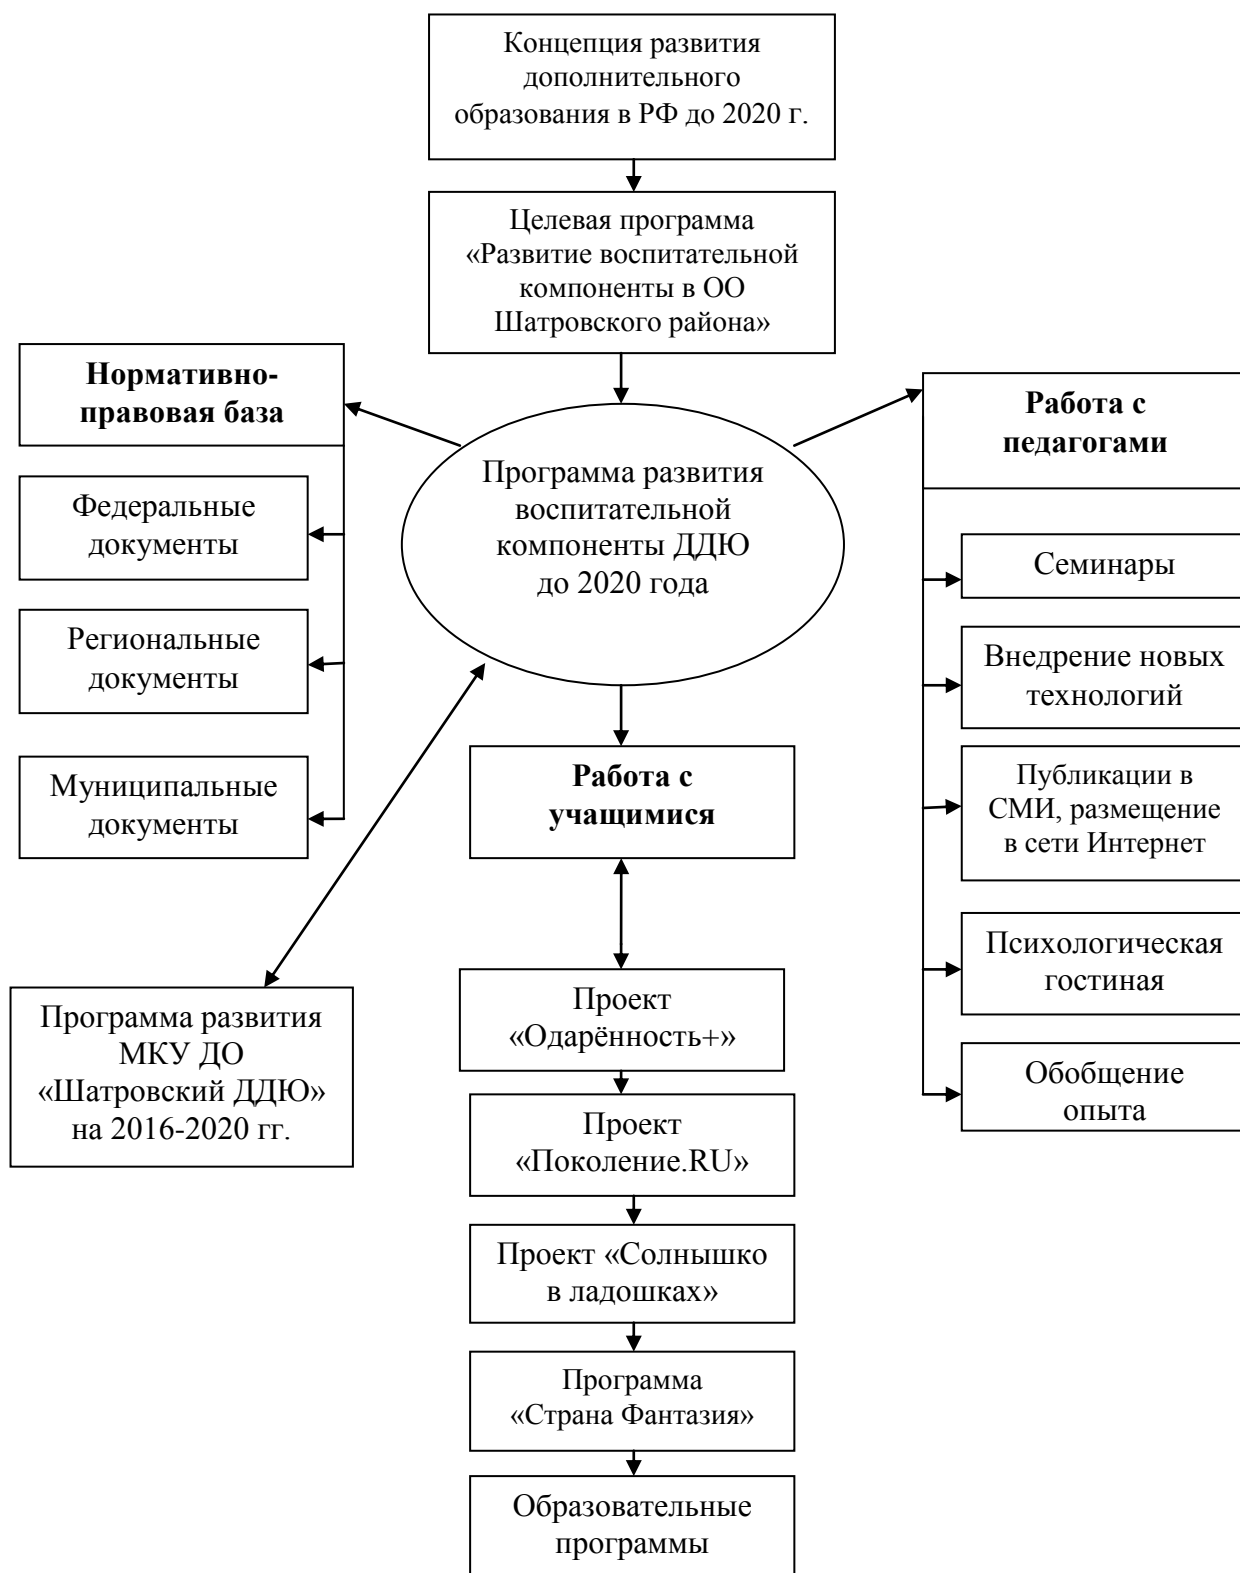 Концепция развития
дополнительного
образования в РФ до 2020 г.
Целевая программа
«Развитие воспитательной
компоненты в ОО
Шатровского района»
Нормативно-
правовая база
Федеральные
документы
Региональные
документы
Муниципальные
документы
Программа развития
воспитательной
компоненты ДДЮ
до 2020 года
Работа с
педагогами
Семинары
Внедрение новых
технологий
Публикации в
СМИ, размещение
в сети Интернет
Психологическая
гостиная
Обобщение
опыта
Программа развития
МКУ ДО
«Шатровский ДДЮ»
на 2016-2020 гг.
Работа с
учащимися
Проект
«Одарённость+»
Проект
«Поколение.RU»
Проект «Солнышко
в ладошках»
Программа
«Страна Фантазия»
Образовательные
программы